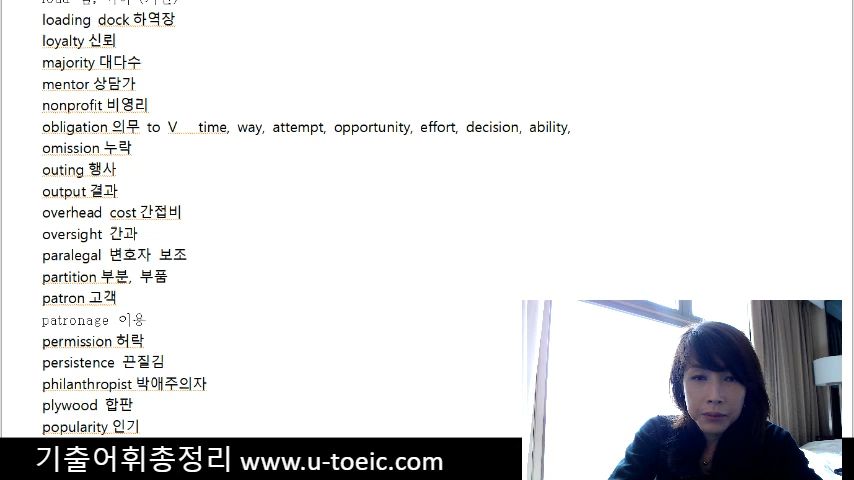 loading dock 하역장
loyalty 신뢰
majority 대다수
mentor 상담가
nonprofit 비영리
obligation 의무 to V time, way, attempt, opportunity, effort, decision, ability,
omission 누락
outing 행사
output 결과
overhead cost 간접비
oversight 간과
paralegal 변호자 보조
partition 부분, 부품
patron 고객
patronage 이용
permission 허락
persistence 끈질김
philanthropist 박애주의자
plywood 합판
popularity 인기
기출어휘총정리 www.u-toeic.com